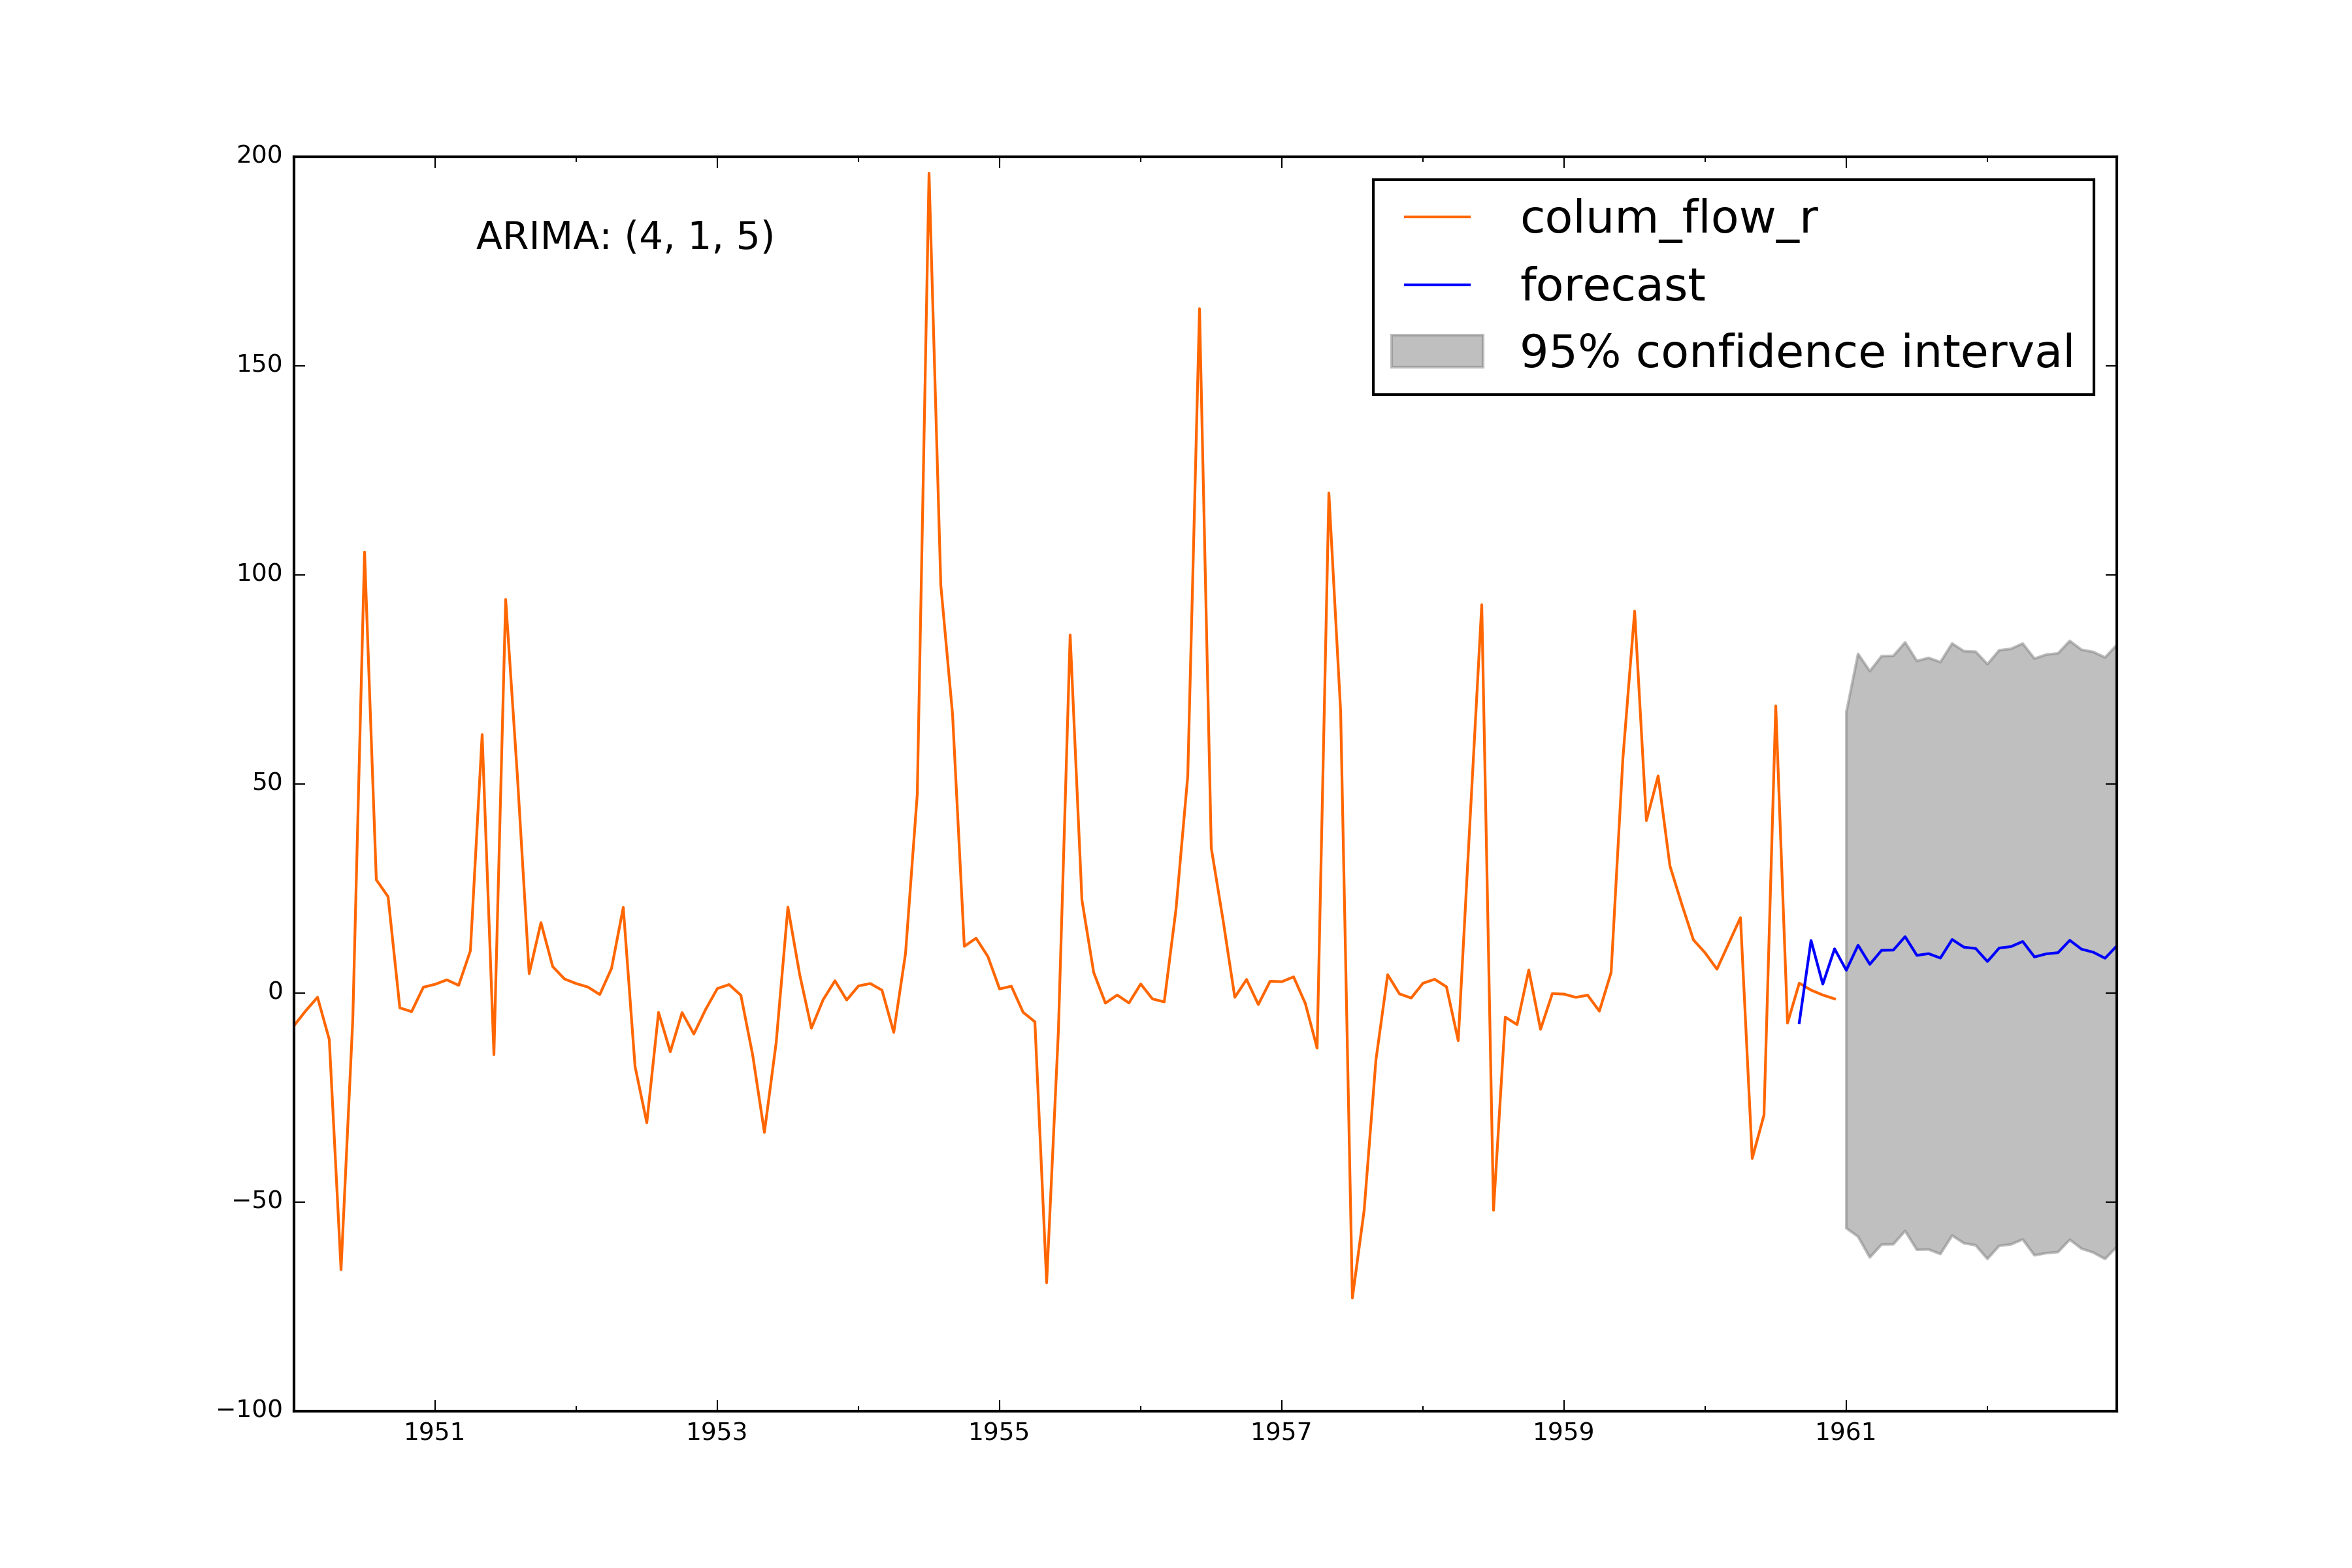 ARIMA: (4, 1, 5)
colum_flow_r
forecast
95% confidence interval
200
150
100
50
0
−50
−100
1951 1953 1955 1957 1959 1961